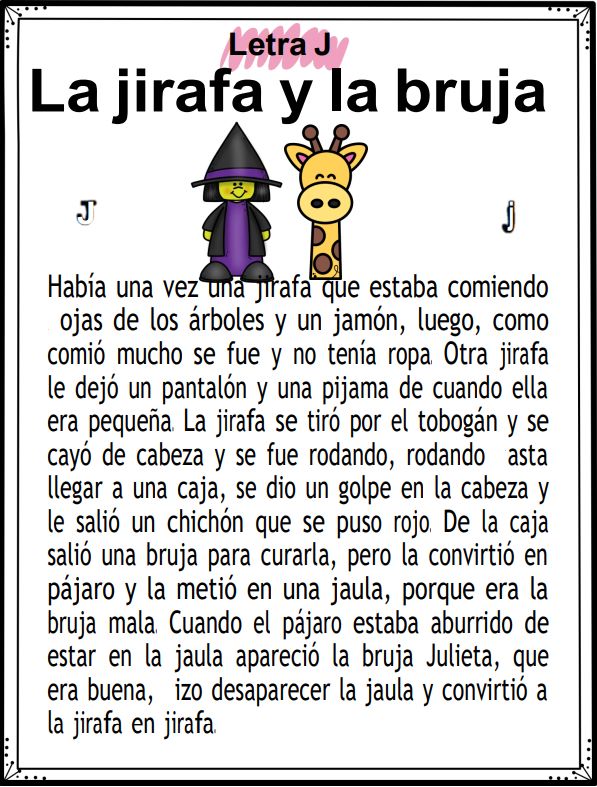 Letra J
La jirafa y la bruja
J
j
Había una vez una jirafa que estaba comiendo
ojas de los árboles y un jamón, luego, como
comió mucho se fue y no tenía ropa. Otra jirafa
le dejó un pantalón y una pijama de cuando ella
era pequeña. La jirafa se tiró por el tobogán y se
cayó de cabeza y se fue rodando, rodando asta
llegar a una caja, se dio un golpe en la cabeza y
le salió un chichón que se puso rojo. De la caja
salió una bruja para curarla, pero la convirtió en
pájaro y la metió en una jaula, porque era la
bruja mala. Cuando el pájaro estaba aburrido de
estar en la jaula apareció la bruja Julieta, que
era buena, izo desaparecer la jaula y convirtió a
la jirafa en jirafa.